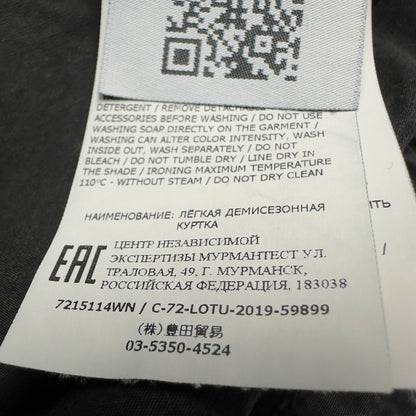 DETERGENT / REMOVE DETACHABLE
ACCESSORIES BEFORE WASHING / DO NOT USE
WASHING SOAP DIRECTLY ON THE GARMENT /
WASHING CAN ALTER COLOR INTENSITY. WASH
INSIDE OUT, WASH SEPARATELY / DO NOT
BLEACH / DO NOT TUMBLE DRY / LINE DRY IN
THE SHADE / IRONING MAXIMUM TEMPERATURE
110°C - WITHOUT STEAM / DO NOT DRY CLEAN
НАИМЕНОВАНИЕ: ЛЁГКАЯ ДЕМИСЕЗОННАЯ
КУРТКА
EAC
ЦЕНТР НЕЗАВИСИМОЙ
ЭКСПЕРТИЗЫ МУРМАНТЕСТ УЛ.
ТРАЛОВАЯ, 49, Г. МУРМАНСК,
РОССИЙСКАЯ ФЕДЕРАЦИЯ, 183038
7215114WN / C-72-LOTU-2019-59899
(株)豊田貿易
03-5350-4524